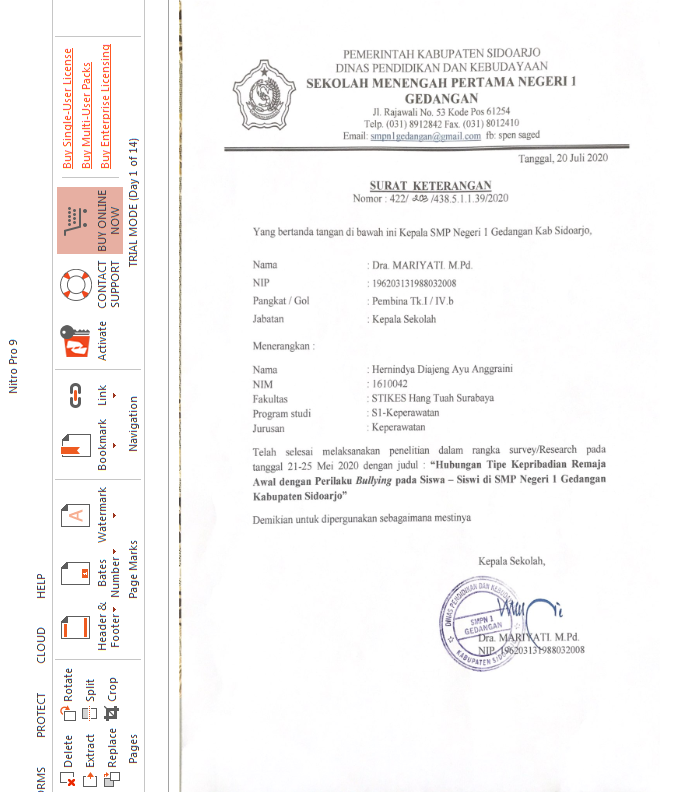 PEMERINTAH KABUPATEN SIDOARJO
DINAS PENDIDIKAN DAN KEBUDAYAAN
SEKOLAH MENENGAH PERTAMA NEGERI 1
GEDANGAN
Jl. Rajawali No. 53 Kode Pos 61254
Telp. (031) 8912842 Fax. (031) 8012410
Email: smpn1gedangan@gmail.com fb: spen saged
Tanggal, 20 Juli 2020
SURAT KETERANGAN
Nomor : 422/ 203 /438.5.1.1.39/2020
Yang bertanda tangan di bawah ini Kepala SMP Negeri 1 Gedangan Kab Sidoarjo,
Nama : Dra. MARIYATI. M.Pd.
NIP : 196203131988032008
Pangkat / Gol : Pembina Tk.I / IV.b
Jabatan : Kepala Sekolah
Menerangkan :
Nama : Hernindya Diajeng Ayu Anggraini
NIM : 1610042
Fakultas : STIKES Hang Tuah Surabaya
Program studi : S1-Keperawatan
Jurusan : Keperawatan
Telah selesai melaksanakan penelitian dalam rangka survey/Research pada
tanggal 21-25 Mei 2020 dengan judul : “Hubungan Tipe Kepribadian Remaja
Awal dengan Perilaku Bullying pada Siswa – Siswi di SMP Negeri 1 Gedangan
Kabupaten Sidoarjo”
Demikian untuk dipergunakan sebagaimana mestinya
Kepala Sekolah,
DINAS PENDIDIKAN DAN
SMPN 1
GEDANGAN
KABUPATEN
Dra. MARIYATI. M.Pd.
NIP. 196203131988032008
Nitro Pro 9
ORMS
PROTECT
CLOUD
HELP
Delete
Extract
Replace
Rotate
Split
Crop
Pages
Header &
Footer
Bates
Number
Watermark
Page Marks
Bookmark
Link
Navigation
Activate
CONTACT
SUPPORT
BUY ONLINE
NOW
Buy Single-User License
Buy Multi-User Packs
Buy Enterprise Licensing
TRIAL MODE (Day 1 of 14)